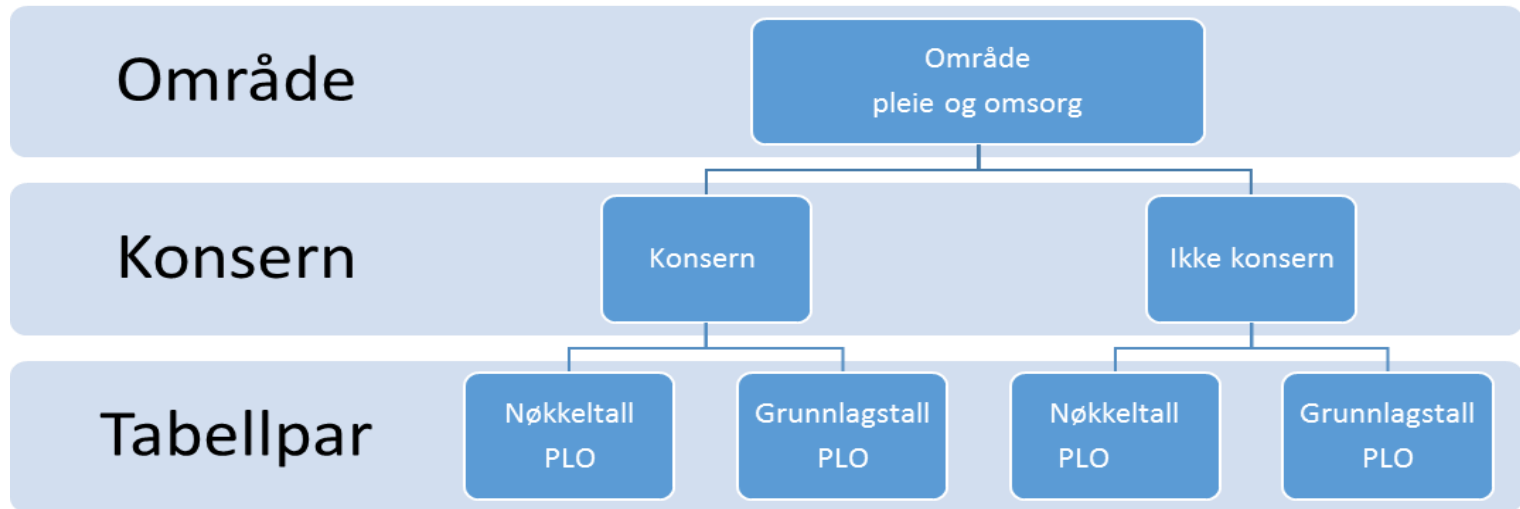 Område
Område
pleie og omsorg
Konsern
Konsern
Ikke konsern
Tabellpar
Nøkkeltall
PLO
Grunnlagstall
PLO
Nøkkeltall
PLO
Grunnlagstall
PLO